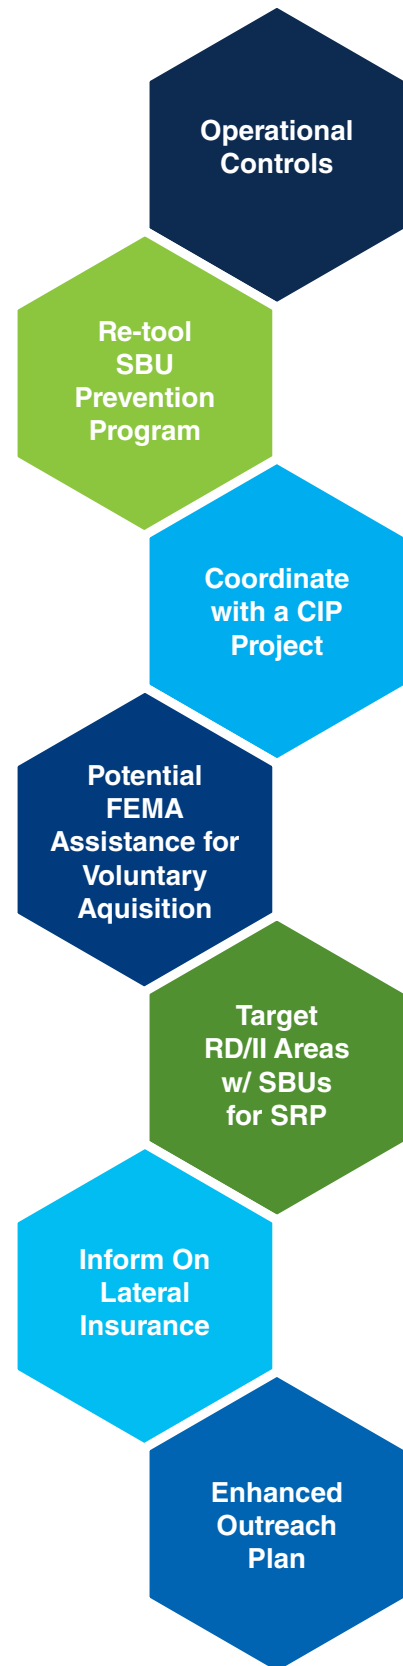 Operational
Controls
Re-tool
SBU
Prevention
Program
Coordinate
with a CIP
Project
Potential
FEMA
Assistance for
Voluntary
Aquisition
Target
RD/II Areas
w/ SBUs
for SRP
Inform On
Lateral
Insurance
Enhanced
Outreach
Plan